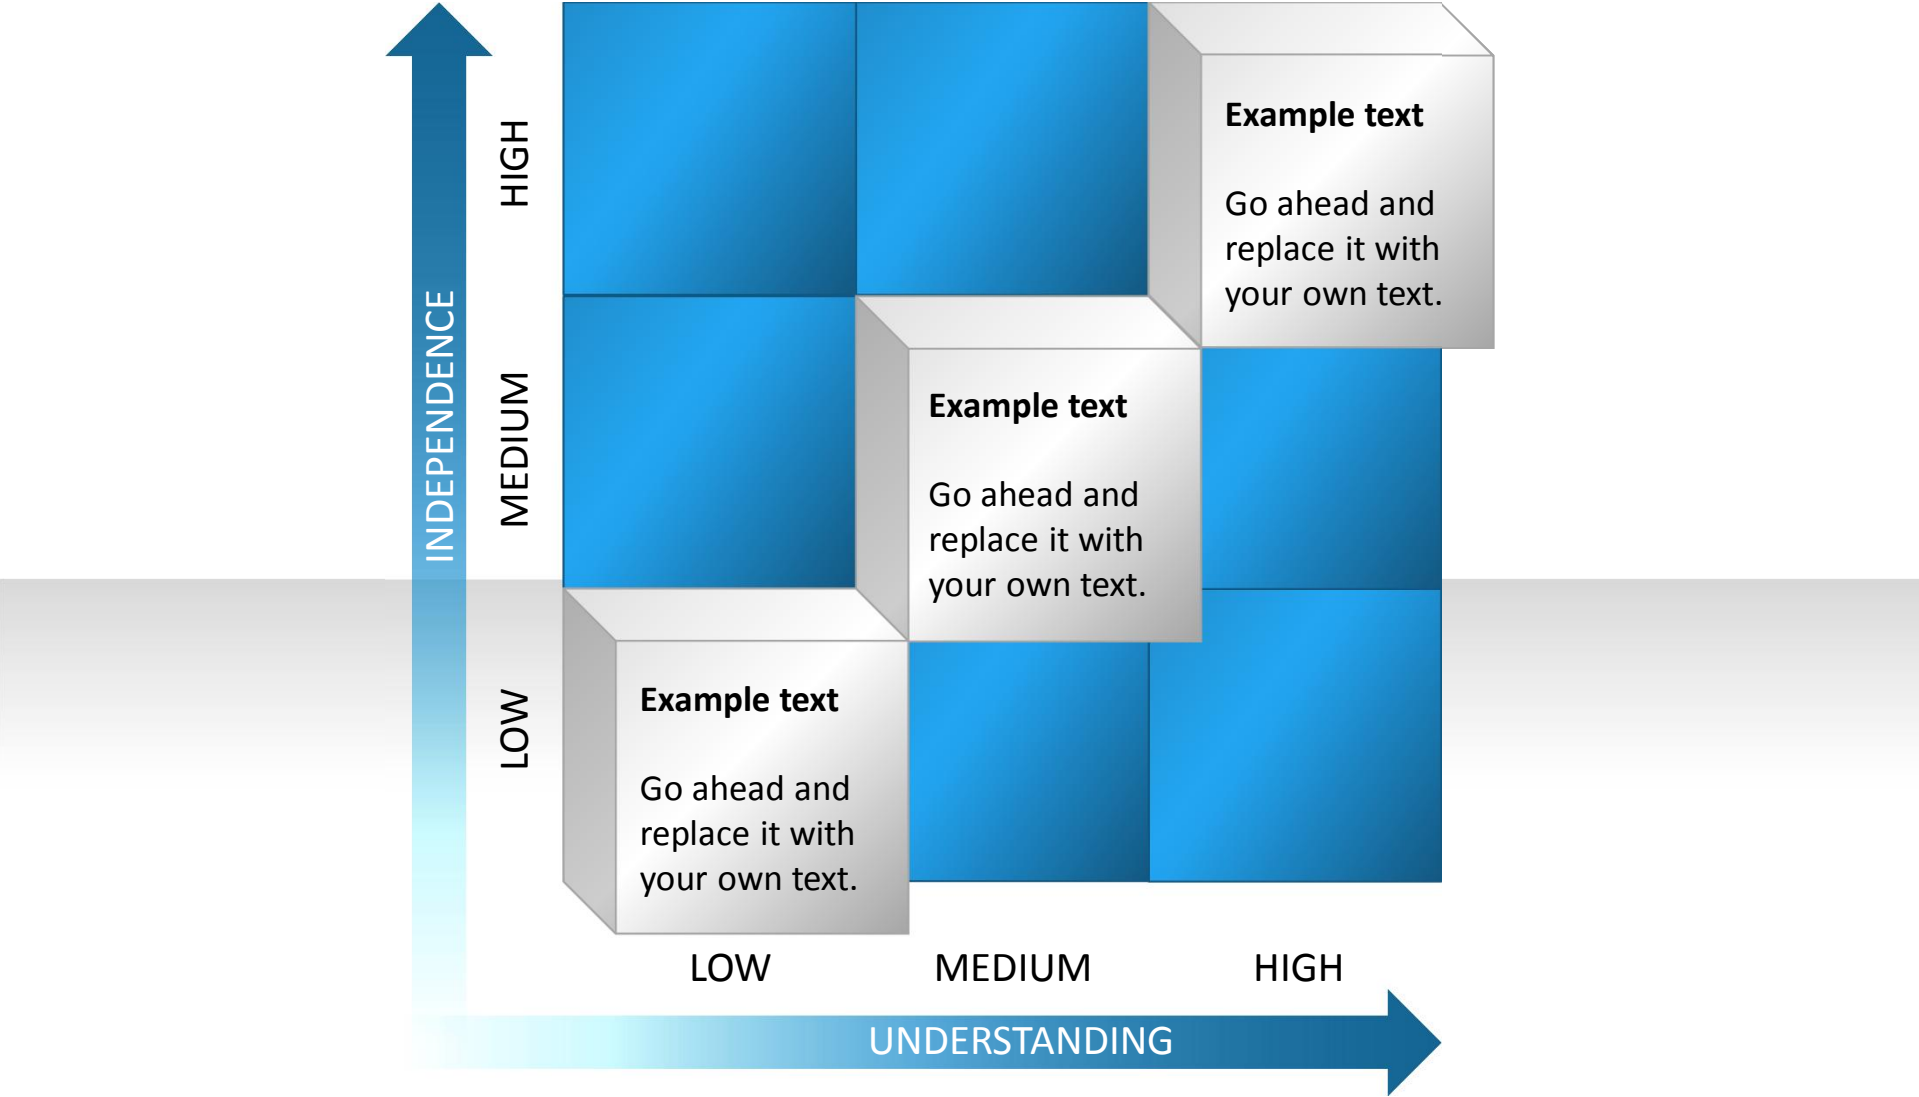 HIGH
Example text
Go ahead and
replace it with
your own text.
INDEPENDENCE
MEDIUM
Example text
Go ahead and
replace it with
your own text.
LOW
Example text
Go ahead and
replace it with
your own text.
LOW MEDIUM HIGH
UNDERSTANDING